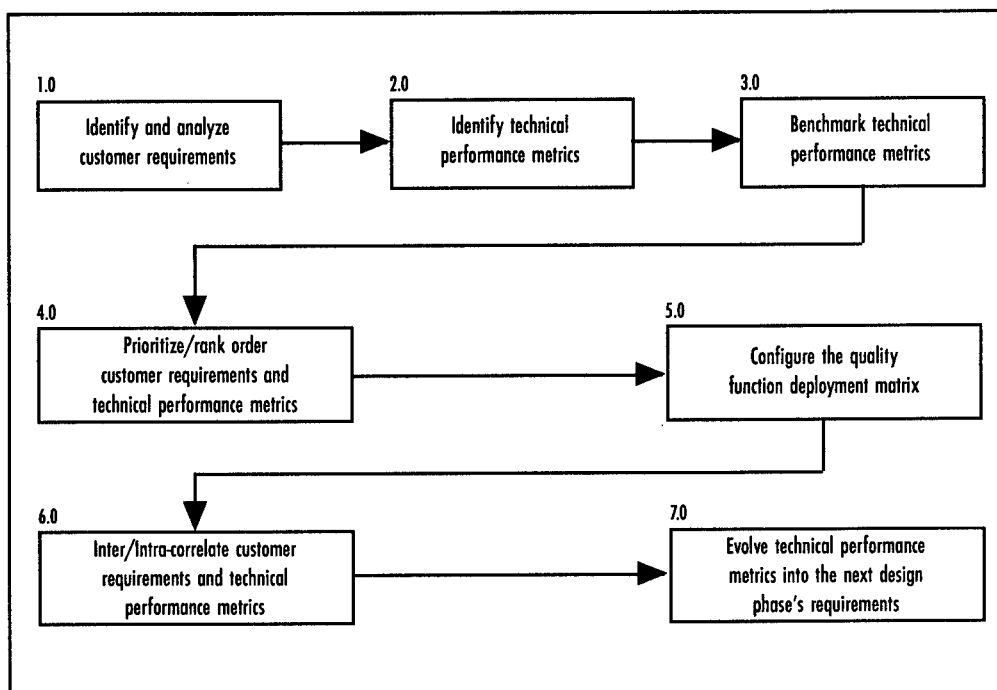 1.0
Identify and analyze
customer requirements
2.0
Identify technical
performance metrics
3.0
Benchmark technical
performance metrics
4.0
Prioritize/rank order
customer requirements and
technical performance metrics
5.0
Configure the quality
function deployment matrix
6.0
Inter/Intra-correlate customer
requirements and technical
performance metrics
7.0
Evolve technical performance
metrics into the next design
phase's requirements